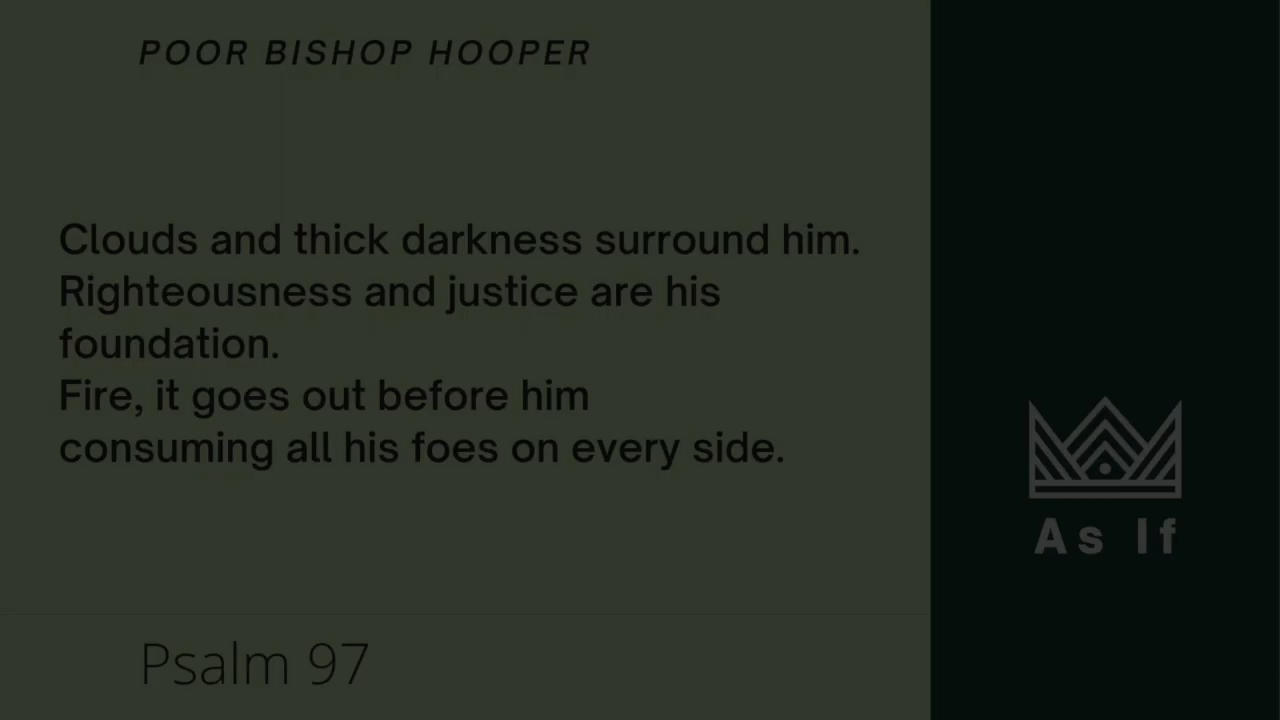 POOR BISHOP HOOPER
Clouds and thick darkness surround him.
Righteousness and justice are his
foundation.
Fire, it goes out before him
consuming all his foes on every side.
As If
Psalm 97